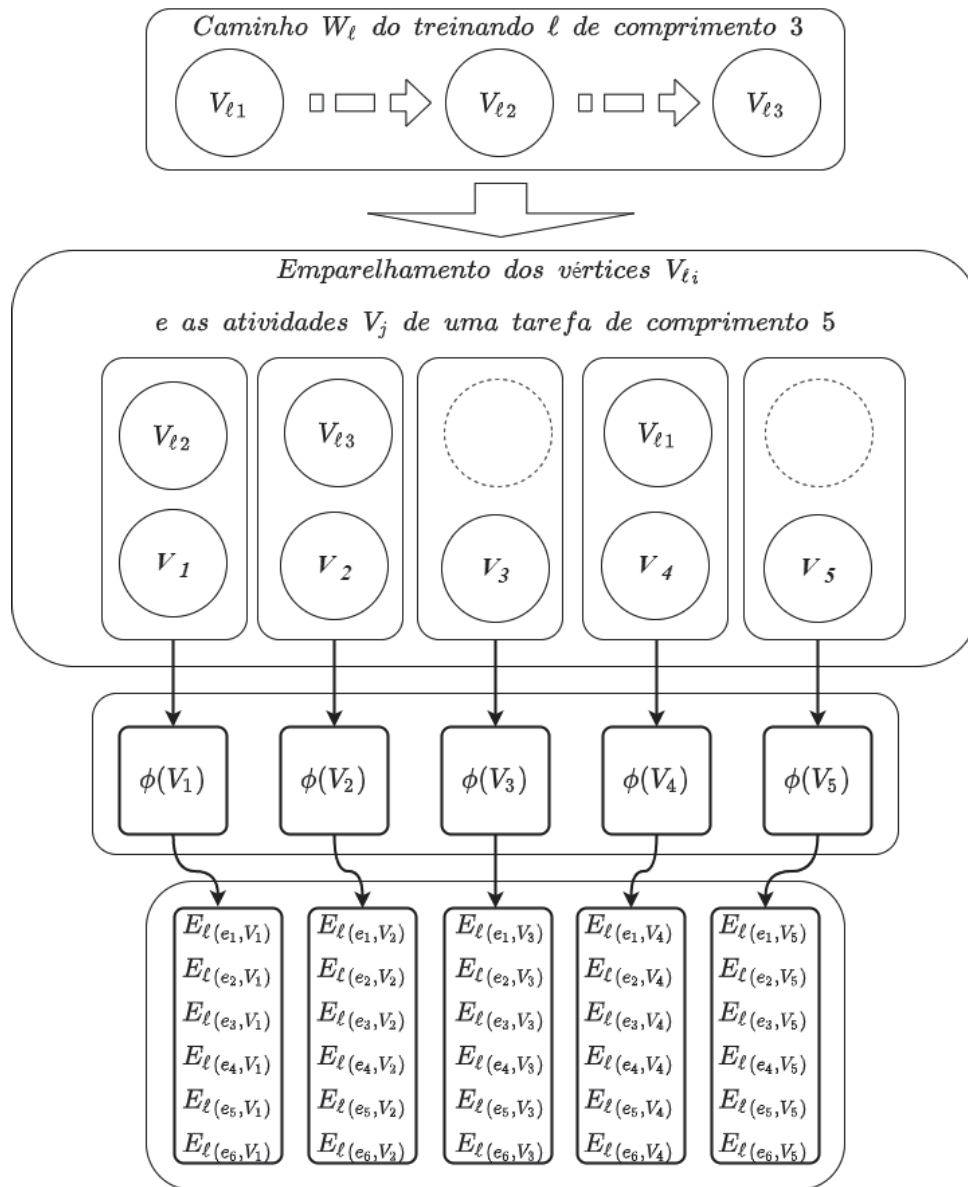 Caminho W_ℓ do treinando ℓ de comprimento 3
V_ℓ1 V_ℓ2 V_ℓ3
Emparelhamento dos vértices V_ℓi
e as atividades V_j de uma tarefa de comprimento 5
V_ℓ2 V_ℓ3 V_ℓ1
V_1 V_2 V_3 V_4 V_5
ϕ(V_1) ϕ(V_2) ϕ(V_3) ϕ(V_4) ϕ(V_5)
E_ℓ(e_1,V_1) E_ℓ(e_1,V_2) E_ℓ(e_1,V_3) E_ℓ(e_1,V_4) E_ℓ(e_1,V_5)
E_ℓ(e_2,V_1) E_ℓ(e_2,V_2) E_ℓ(e_2,V_3) E_ℓ(e_2,V_4) E_ℓ(e_2,V_5)
E_ℓ(e_3,V_1) E_ℓ(e_3,V_2) E_ℓ(e_3,V_3) E_ℓ(e_3,V_4) E_ℓ(e_3,V_5)
E_ℓ(e_4,V_1) E_ℓ(e_4,V_2) E_ℓ(e_4,V_3) E_ℓ(e_4,V_4) E_ℓ(e_4,V_5)
E_ℓ(e_5,V_1) E_ℓ(e_5,V_2) E_ℓ(e_5,V_3) E_ℓ(e_5,V_4) E_ℓ(e_5,V_5)
E_ℓ(e_6,V_1) E_ℓ(e_6,V_2) E_ℓ(e_6,V_3) E_ℓ(e_6,V_4) E_ℓ(e_6,V_5)